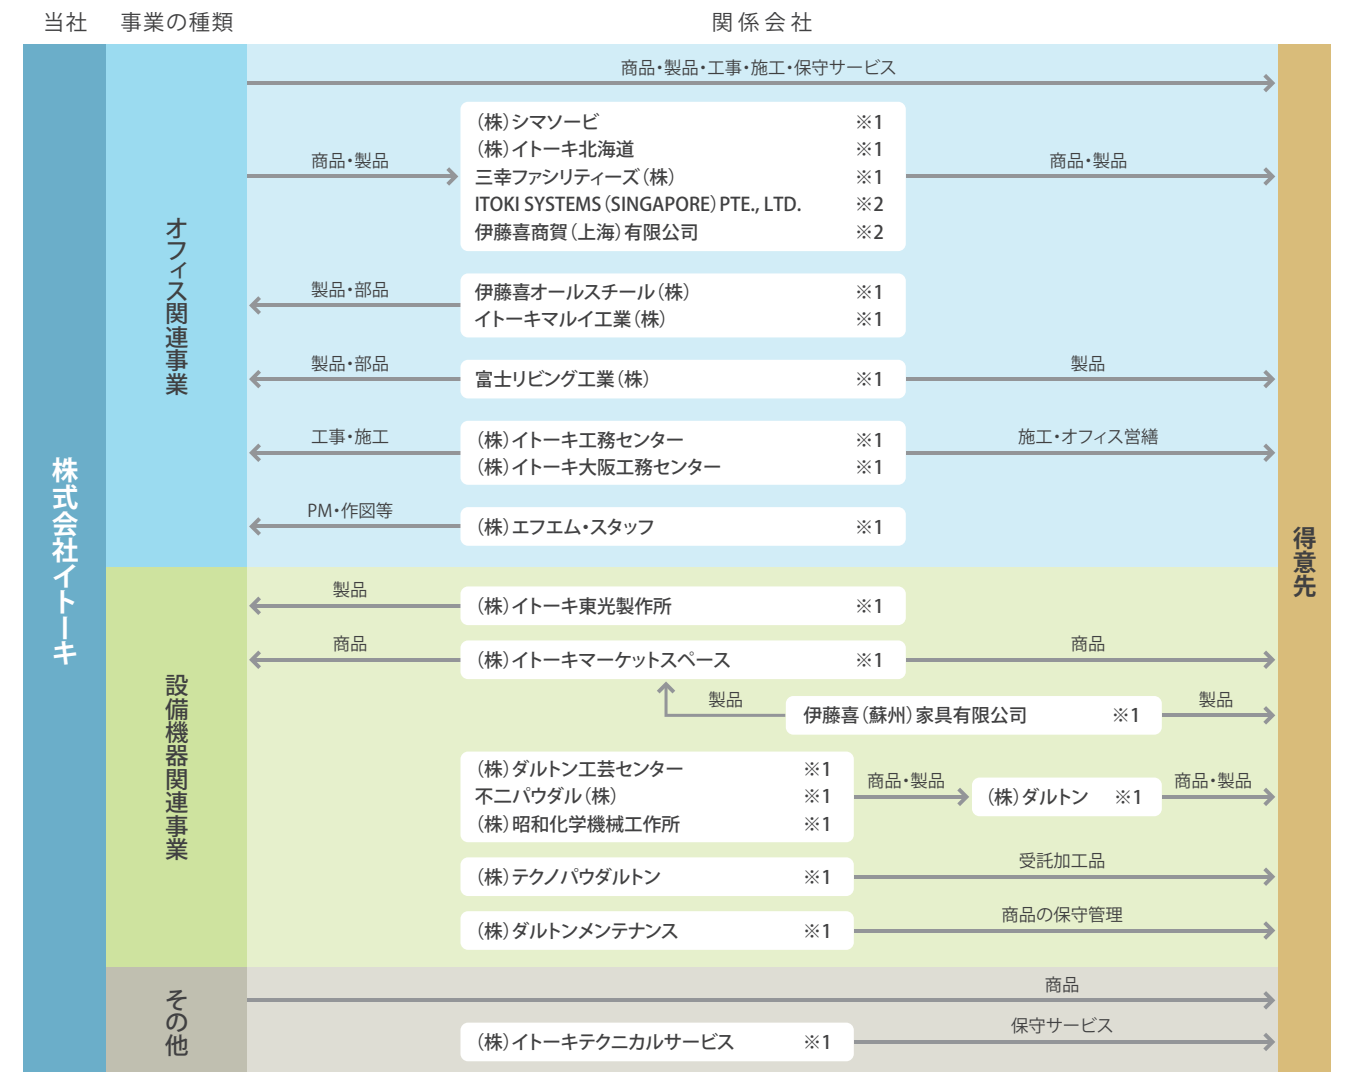 当社
事業の種類
関係会社
株式会社イトーキ
オフィス関連事業
商品・製品・工事・施工・保守サービス
商品・製品
(株)シマソービ ※1
(株)イトーキ北海道 ※1
三幸ファシリティーズ(株) ※1
ITOKI SYSTEMS(SINGAPORE)PTE., LTD. ※2
伊藤喜商貿(上海)有限公司 ※2
商品・製品
製品・部品
伊藤喜オールスチール(株) ※1
イトーキマルイ工業(株) ※1
製品・部品
富士リビング工業(株) ※1
製品
工事・施工
(株)イトーキ工務センター ※1
(株)イトーキ大阪工務センター ※1
施工・オフィス営繕
PM・作図等
(株)エフエム・スタッフ ※1
設備機器関連事業
製品
(株)イトーキ東光製作所 ※1
商品
(株)イトーキマーケットスペース ※1
商品
製品
伊藤喜(蘇州)家具有限公司 ※1
製品
(株)ダルトン工芸センター ※1
不二パウダル(株) ※1
(株)昭和化学機械工作所 ※1
商品・製品
(株)ダルトン ※1
商品・製品
(株)テクノパウダルトン ※1
受託加工品
(株)ダルトンメンテナンス ※1
商品の保守管理
その他
商品
(株)イトーキテクニカルサービス ※1
保守サービス
得意先